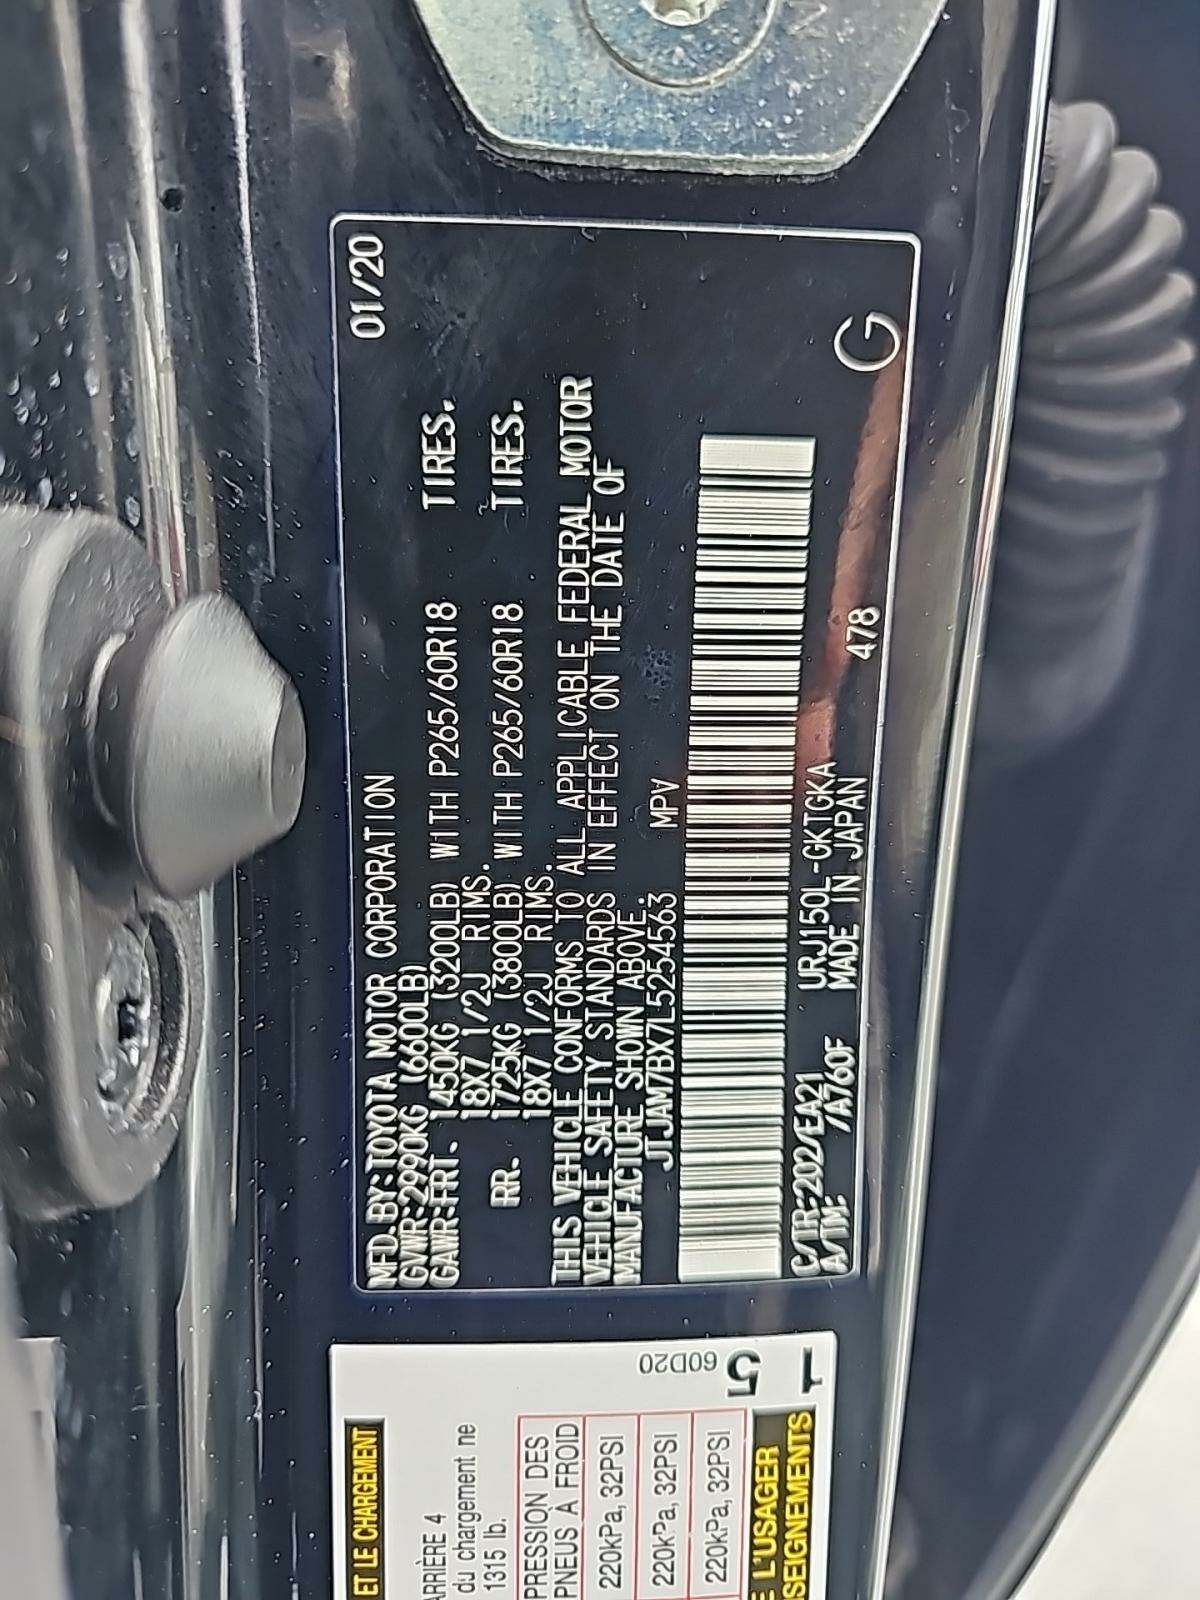 MFD.BY:TOYOTA MOTOR CORPORATION 01/20
GVWR:2990KG (6600LB)
GAWR:FRT. 1450KG (3200LB) WITH P265/60R18 TIRES.
18X7 1/2J RIMS.
RR. 1725KG (3800LB) WITH P265/60R18 TIRES.
18X7 1/2J RIMS.
THIS VEHICLE CONFORMS TO ALL APPLICABLE FEDERAL MOTOR
VEHICLE SAFETY STANDARDS IN EFFECT ON THE DATE OF
MANUFACTURE SHOWN ABOVE.
JTJAM7BX7L5254563 MPV
G
C/TR:202/EA21 URJ150L-GKTGKA 478
A/TM: /A760F MADE IN JAPAN
ET LE CHARGEMENT
ARRIÈRE 4
du chargement ne
1315 lb.
PRESSION DES
PNEUS À FROID
220kPa, 32PSI
220kPa, 32PSI
220kPa, 32PSI
L'USAGER
SEIGNEMENTS
60D20
5
1